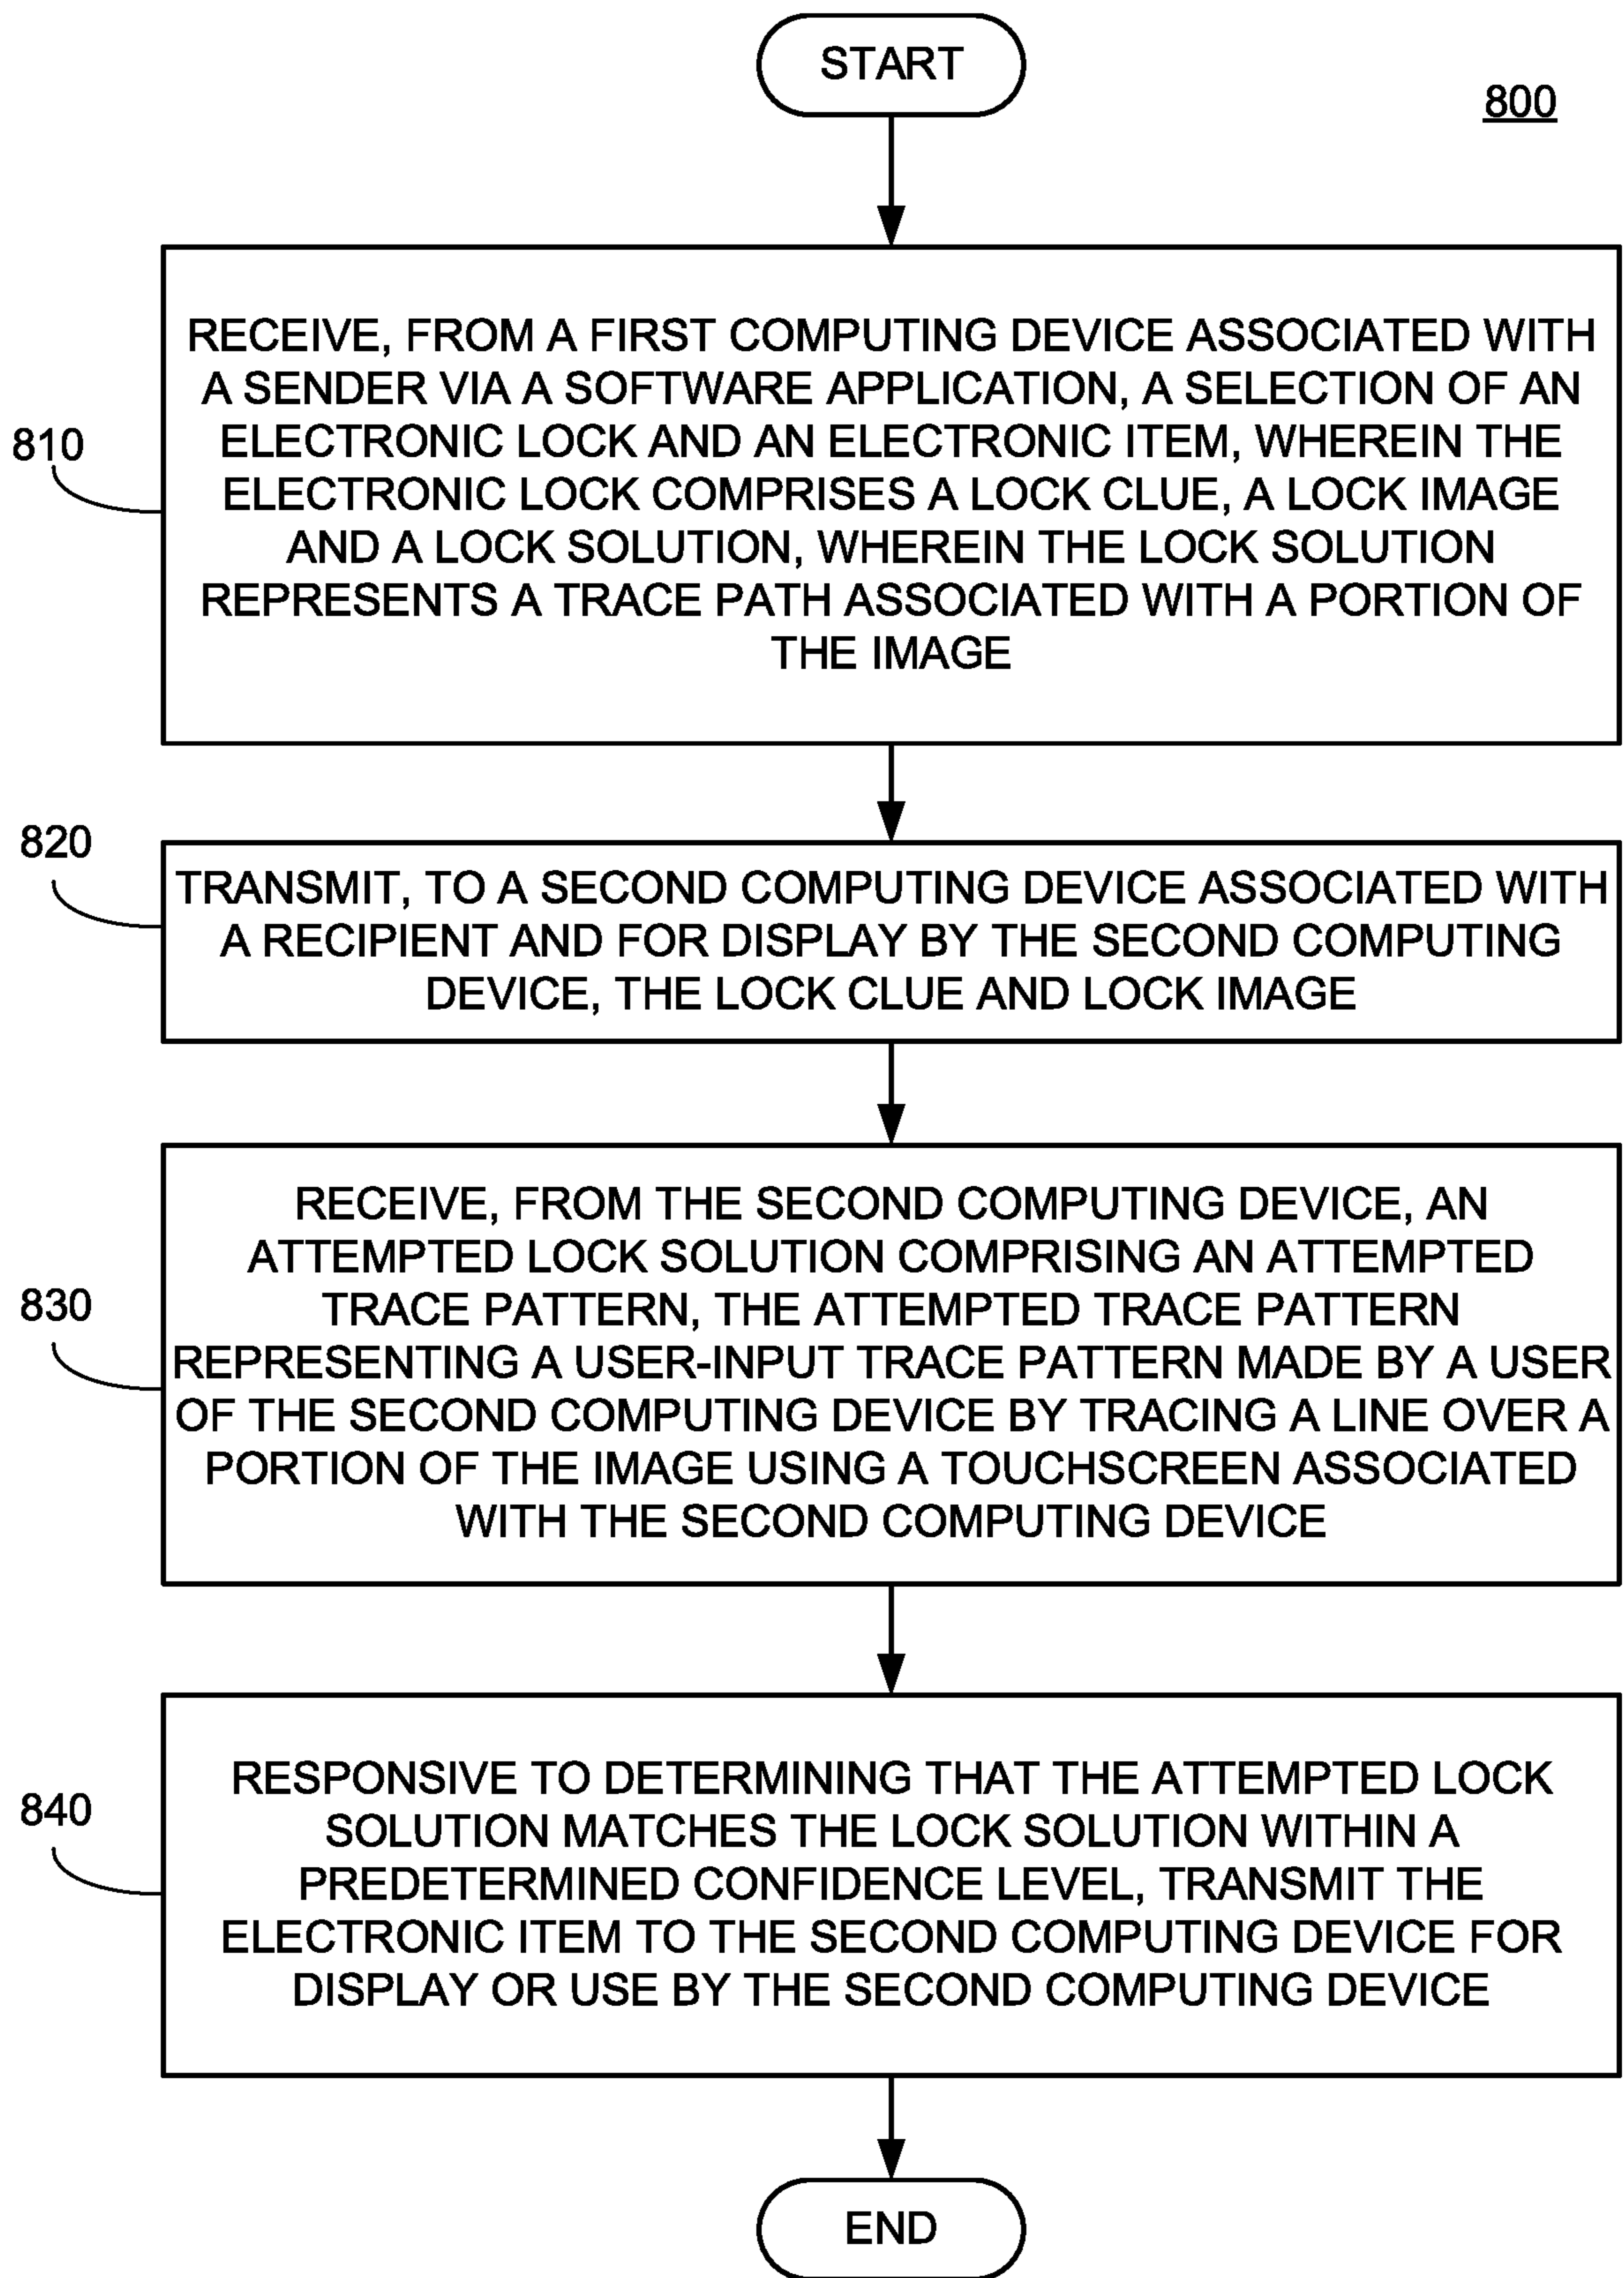 START
800
RECEIVE, FROM A FIRST COMPUTING DEVICE ASSOCIATED WITH
A SENDER VIA A SOFTWARE APPLICATION, A SELECTION OF AN
ELECTRONIC LOCK AND AN ELECTRONIC ITEM, WHEREIN THE
ELECTRONIC LOCK COMPRISES A LOCK CLUE, A LOCK IMAGE
AND A LOCK SOLUTION, WHEREIN THE LOCK SOLUTION
REPRESENTS A TRACE PATH ASSOCIATED WITH A PORTION OF
THE IMAGE
810
TRANSMIT, TO A SECOND COMPUTING DEVICE ASSOCIATED WITH
A RECIPIENT AND FOR DISPLAY BY THE SECOND COMPUTING
DEVICE, THE LOCK CLUE AND LOCK IMAGE
820
RECEIVE, FROM THE SECOND COMPUTING DEVICE, AN
ATTEMPTED LOCK SOLUTION COMPRISING AN ATTEMPTED
TRACE PATTERN, THE ATTEMPTED TRACE PATTERN
REPRESENTING A USER-INPUT TRACE PATTERN MADE BY A USER
OF THE SECOND COMPUTING DEVICE BY TRACING A LINE OVER A
PORTION OF THE IMAGE USING A TOUCHSCREEN ASSOCIATED
WITH THE SECOND COMPUTING DEVICE
830
RESPONSIVE TO DETERMINING THAT THE ATTEMPTED LOCK
SOLUTION MATCHES THE LOCK SOLUTION WITHIN A
PREDETERMINED CONFIDENCE LEVEL, TRANSMIT THE
ELECTRONIC ITEM TO THE SECOND COMPUTING DEVICE FOR
DISPLAY OR USE BY THE SECOND COMPUTING DEVICE
840
END